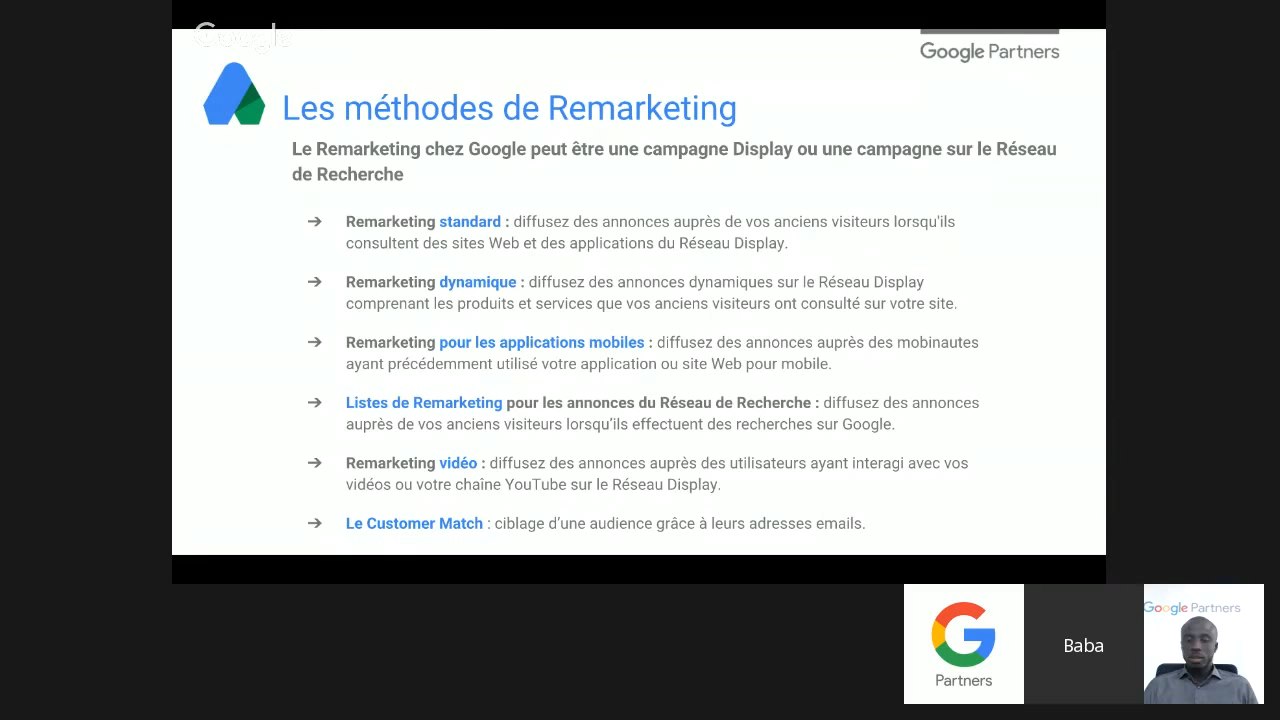 Google
Google Partners
Les méthodes de Remarketing
Le Remarketing chez Google peut être une campagne Display ou une campagne sur le Réseau
de Recherche
➔ Remarketing standard : diffusez des annonces auprès de vos anciens visiteurs lorsqu'ils
consultent des sites Web et des applications du Réseau Display.
➔ Remarketing dynamique : diffusez des annonces dynamiques sur le Réseau Display
comprenant les produits et services que vos anciens visiteurs ont consulté sur votre site.
➔ Remarketing pour les applications mobiles : diffusez des annonces auprès des mobinautes
ayant précédemment utilisé votre application ou site Web pour mobile.
➔ Listes de Remarketing pour les annonces du Réseau de Recherche : diffusez des annonces
auprès de vos anciens visiteurs lorsqu’ils effectuent des recherches sur Google.
➔ Remarketing vidéo : diffusez des annonces auprès des utilisateurs ayant interagi avec vos
vidéos ou votre chaîne YouTube sur le Réseau Display.
➔ Le Customer Match : ciblage d’une audience grâce à leurs adresses emails.
G
Partners
Baba
Google Partners